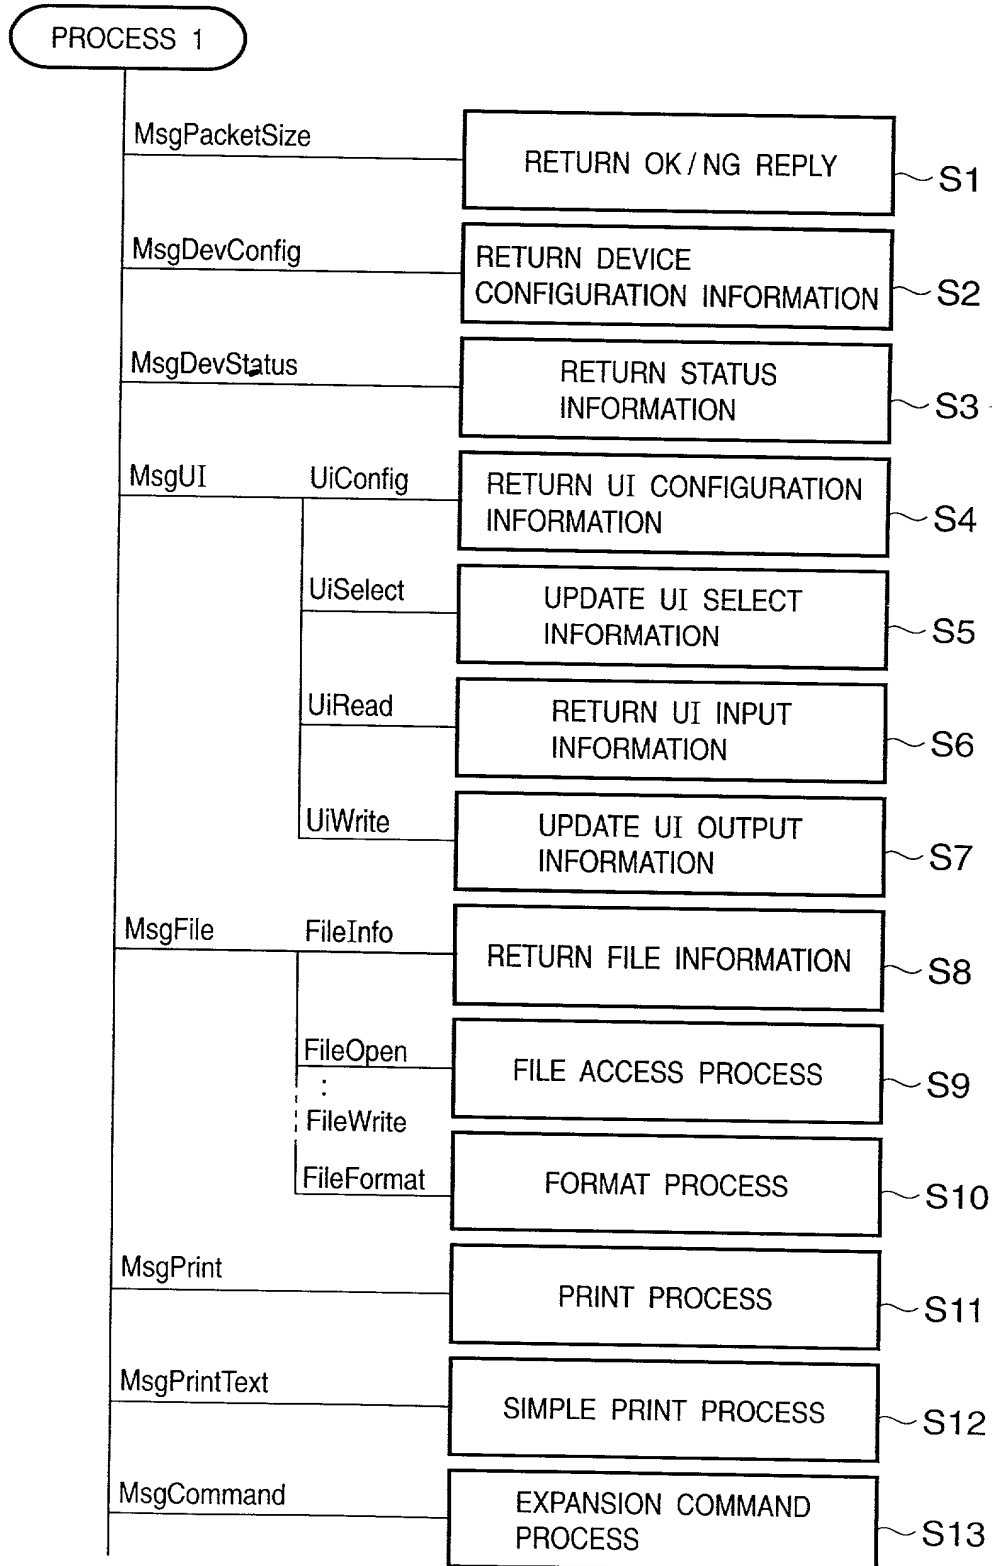 PROCESS 1
MsgPacketSize
RETURN OK/NG REPLY
S1
MsgDevConfig
RETURN DEVICE
CONFIGURATION INFORMATION
S2
MsgDevStatus
RETURN STATUS
INFORMATION
S3
MsgUI
UiConfig
RETURN UI CONFIGURATION
INFORMATION
S4
UiSelect
UPDATE UI SELECT
INFORMATION
S5
UiRead
RETURN UI INPUT
INFORMATION
S6
UiWrite
UPDATE UI OUTPUT
INFORMATION
S7
MsgFile
FileInfo
RETURN FILE INFORMATION
S8
FileOpen
:
FileWrite
FILE ACCESS PROCESS
S9
FileFormat
FORMAT PROCESS
S10
MsgPrint
PRINT PROCESS
S11
MsgPrintText
SIMPLE PRINT PROCESS
S12
MsgCommand
EXPANSION COMMAND
PROCESS
S13